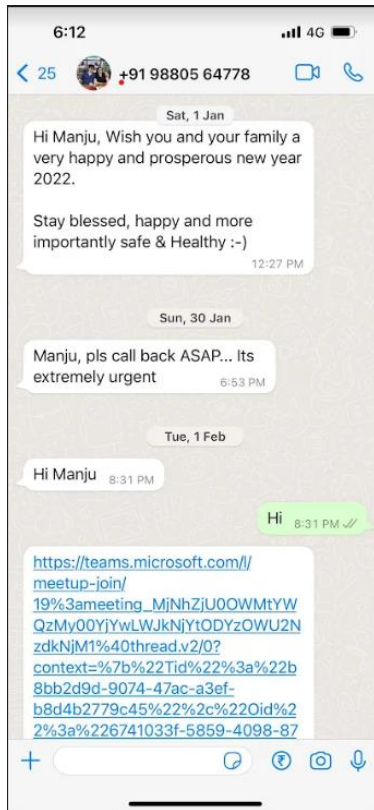 6:12
4G
25
+91 98805 64778
Sat, 1 Jan
Hi Manju, Wish you and your family a
very happy and prosperous new year
2022.
Stay blessed, happy and more
importantly safe & Healthy :-)
12:27 PM
Sun, 30 Jan
Manju, pls call back ASAP... Its
extremely urgent
6:53 PM
Tue, 1 Feb
Hi Manju
8:31 PM
Hi
8:31 PM
https://teams.microsoft.com/l/
meetup-join/
19%3ameeting_MjNhZjU0OWMtYW
QzMy00YjYwLWJkNjYtODYzOWU2N
zdkNjM1%40thread.v2/0?
context=%7b%22Tid%22%3a%22b
8bb2d9d-9074-47ac-a3ef-
b8d4b2779c45%22%2c%22Oid%2
2%3a%226741033f-5859-4098-87
₹